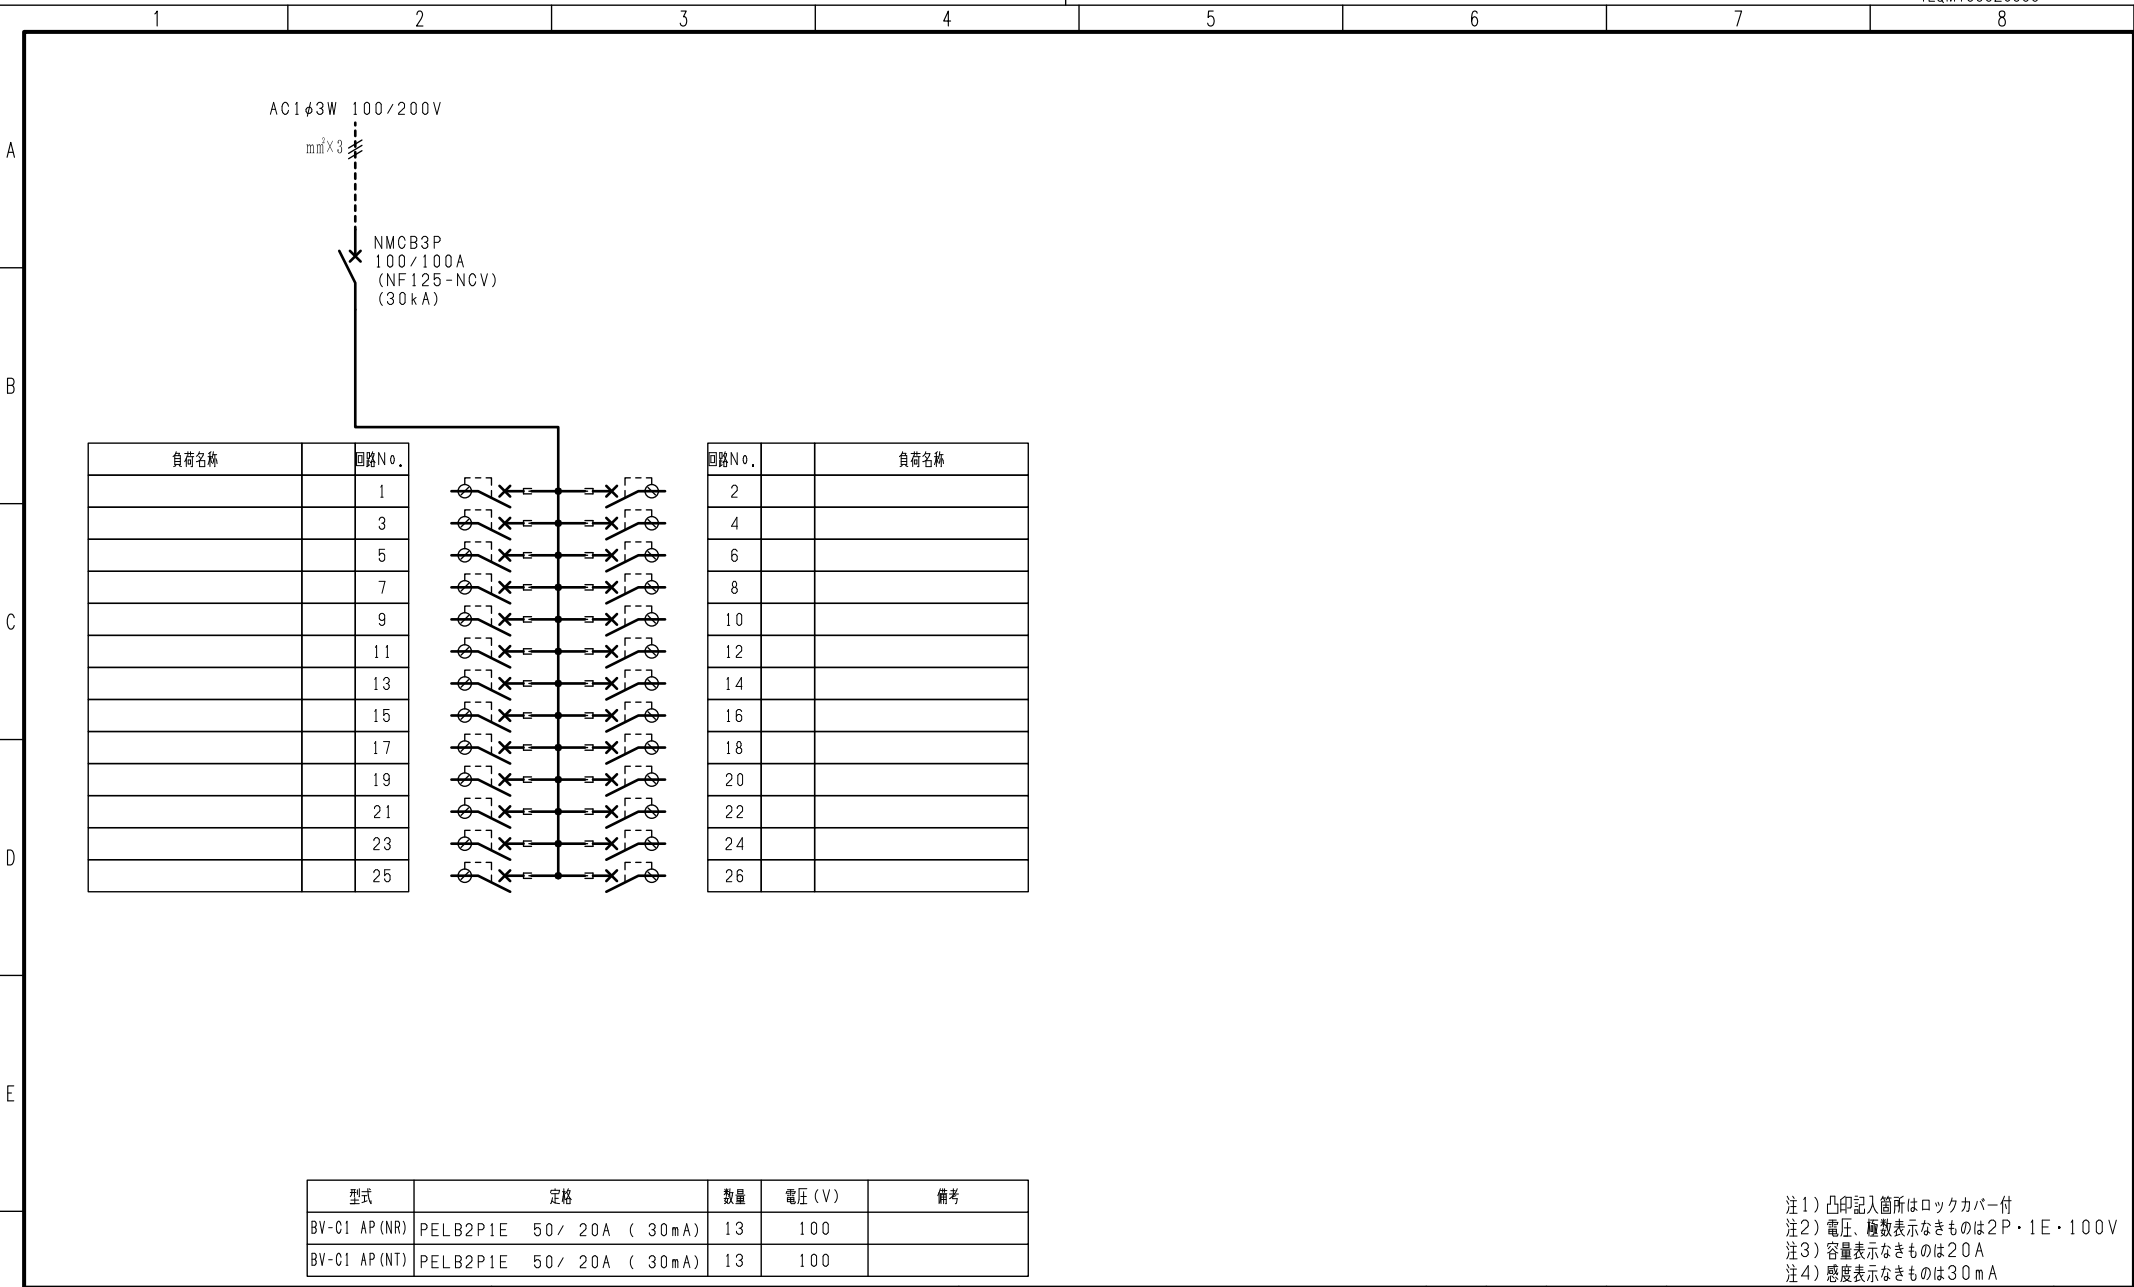 1 2 3 4 5 6 7 8
A
B
C
D
E
AC1φ3W 100/200V
mm²×3
NMCB3P
100/100A
(NF125-NCV)
(30kA)
負荷名称 回路No. 回路No. 負荷名称
1 2
3 4
5 6
7 8
9 10
11 12
13 14
15 16
17 18
19 20
21 22
23 24
25 26
型式 定格 数量 電圧(V) 備考
BV-C1 AP(NR) PELB2P1E 50/ 20A ( 30mA) 13 100
BV-C1 AP(NT) PELB2P1E 50/ 20A ( 30mA) 13 100
注1)凸印記入箇所はロックカバー付
注2)電圧、極数表示なきものは2P・1E・100V
注3)容量表示なきものは20A
注4)感度表示なきものは30mA